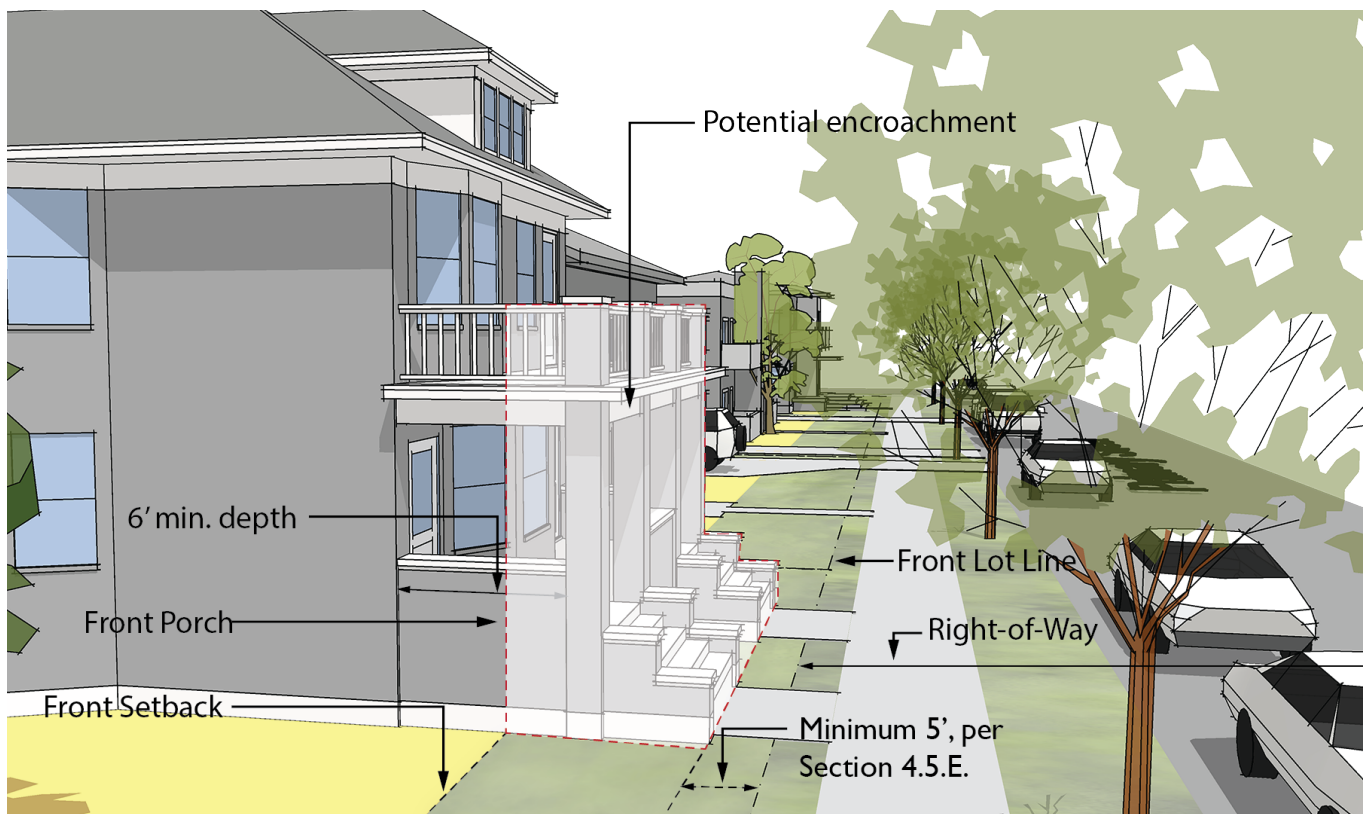 Potential encroachment
6’ min. depth
Front Lot Line
Front Porch
Right-of-Way
Front Setback
Minimum 5’, per
Section 4.5.E.